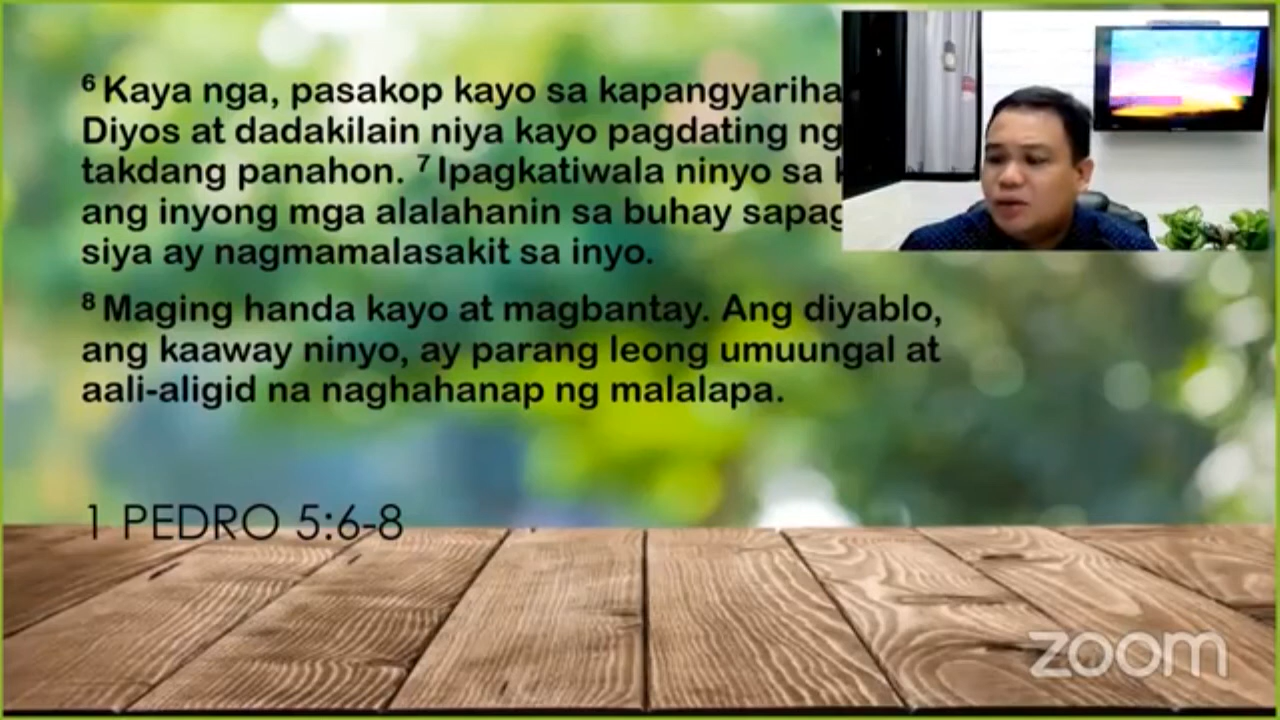 6 Kaya nga, pasakop kayo sa
Diyos at dadakilain niya kayo pagdating ng
takdang panahon. 7 Ipagkatiwala ninyo sa
ang inyong mga alalahanin sa buhay
siya ay nagmamalasakit sa inyo.
8 Maging handa kayo at magbantay. Ang diyablo,
ang kaaway ninyo, ay parang leong umuungal at
aali-aligid na naghahanap ng malalapa.
1 PEDRO 5:6-8
zoom